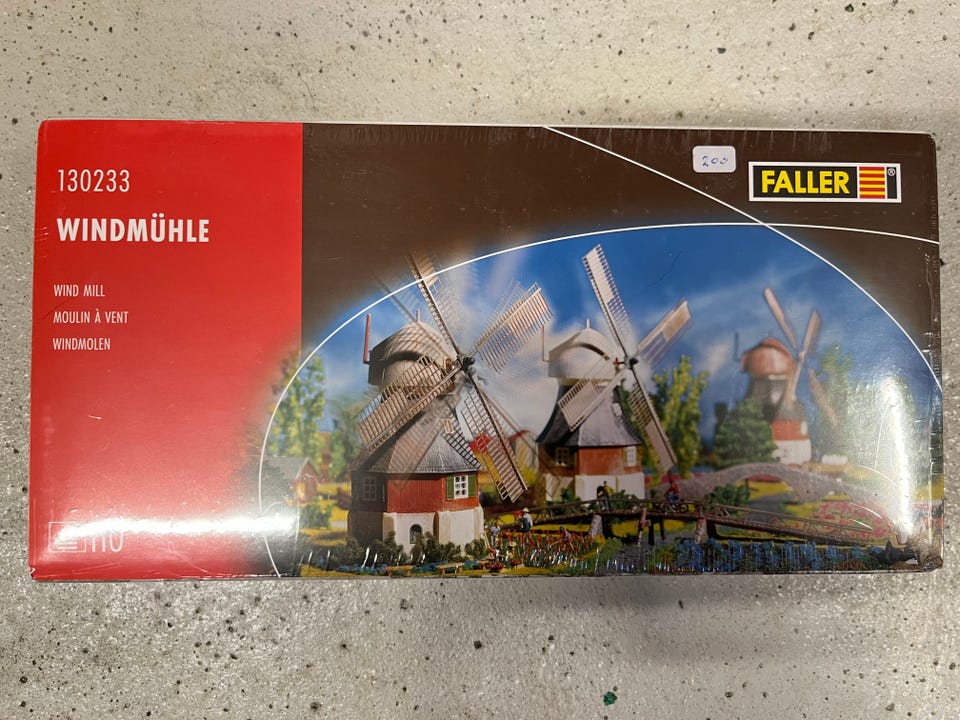 130233
WINDMÜHLE
WIND MILL
MOULIN À VENT
WINDMOLEN
200
FALLER
®
H0